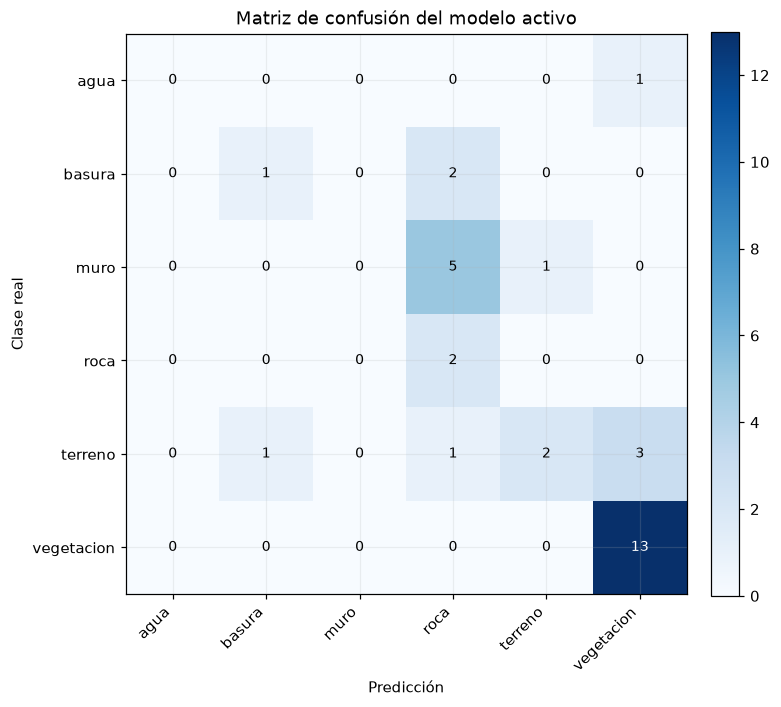 Matriz de confusión del modelo activo
agua 0 0 0 0 0 1
basura 0 1 0 2 0 0
muro 0 0 0 5 1 0
roca 0 0 0 2 0 0
terreno 0 1 0 1 2 3
vegetacion 0 0 0 0 0 13
agua basura muro roca terreno vegetacion
Predicción
Clase real
12
10
8
6
4
2
0